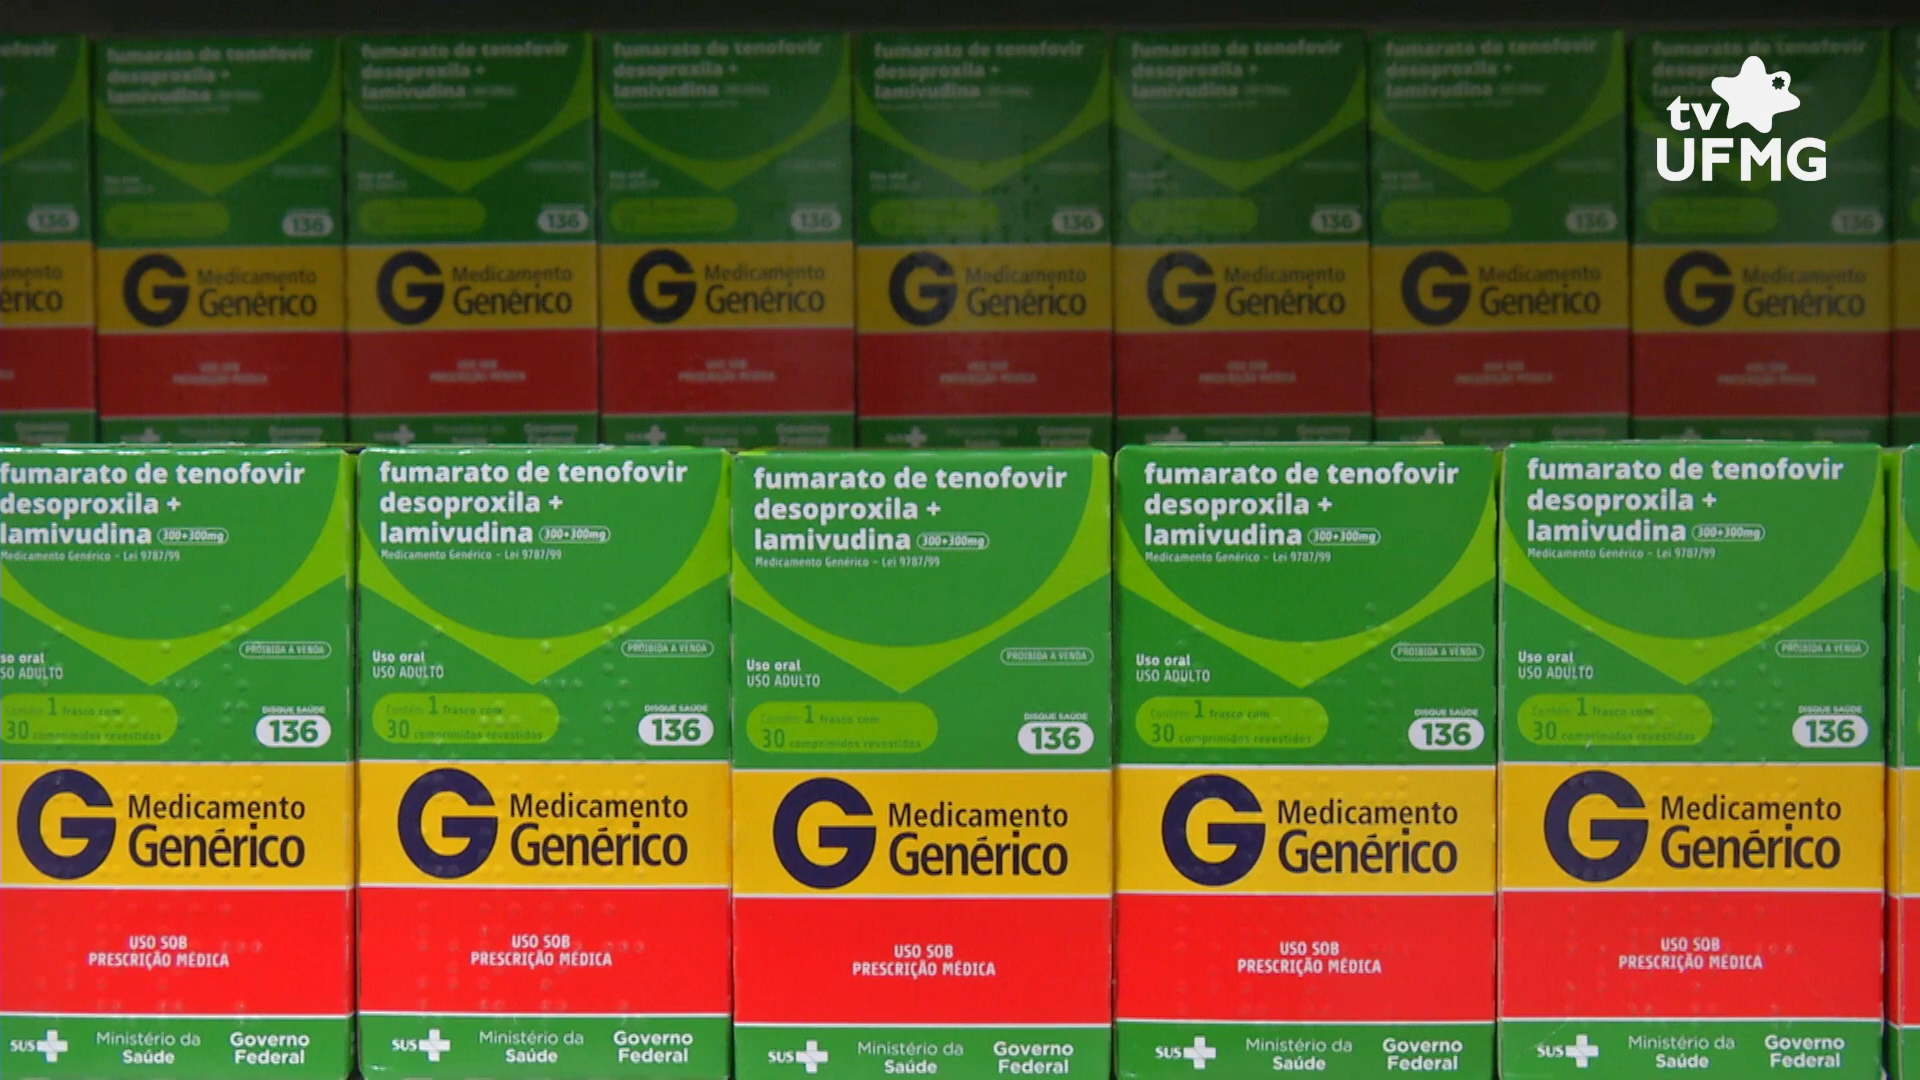 fumarato de tenofovir
desoproxila +
lamivudina
136
Medicamento
Genérico
USO SOB
PRESCRIÇÃO MÉDICA
fumarato de tenofovir
desoproxila +
lamivudina
136
Medicamento
Genérico
USO SOB
PRESCRIÇÃO MÉDICA
fumarato de tenofovir
desoproxila +
lamivudina
136
Medicamento
Genérico
USO SOB
PRESCRIÇÃO MÉDICA
fumarato de tenofovir
desoproxila +
lamivudina
136
Medicamento
Genérico
USO SOB
PRESCRIÇÃO MÉDICA
fumarato de tenofovir
desoproxila +
lamivudina
136
Medicamento
Genérico
USO SOB
PRESCRIÇÃO MÉDICA
fumarato de tenofovir
desoproxila +
lamivudina
136
Medicamento
Genérico
USO SOB
PRESCRIÇÃO MÉDICA
fumarato de tenofovir
136
Medicamento
Genérico
USO SOB
PRESCRIÇÃO MÉDICA
tv
UFMG
fumarato de tenofovir
desoproxila +
lamivudina 300+300mg
Medicamento Genérico - Lei 9787/99
PROIBIDA A VENDA
so oral
SO ADULTO
Contém 1 frasco com
30 comprimidos revestidos
DISQUE SAÚDE
136
Medicamento
Genérico
USO SOB
PRESCRIÇÃO MÉDICA
SUS Ministério da Saúde Governo Federal
fumarato de tenofovir
desoproxila +
lamivudina 300+300mg
Medicamento Genérico - Lei 9787/99
PROIBIDA A VENDA
Uso oral
USO ADULTO
Contém 1 frasco com
30 comprimidos revestidos
DISQUE SAÚDE
136
Medicamento
Genérico
USO SOB
PRESCRIÇÃO MÉDICA
SUS Ministério da Saúde Governo Federal
fumarato de tenofovir
desoproxila +
lamivudina 300+300mg
Medicamento Genérico - Lei 9787/99
PROIBIDA A VENDA
Uso oral
USO ADULTO
Contém 1 frasco com
30 comprimidos revestidos
DISQUE SAÚDE
136
Medicamento
Genérico
USO SOB
PRESCRIÇÃO MÉDICA
SUS Ministério da Saúde Governo Federal
fumarato de tenofovir
desoproxila +
lamivudina 300+300mg
Medicamento Genérico - Lei 9787/99
PROIBIDA A VENDA
Uso oral
USO ADULTO
Contém 1 frasco com
30 comprimidos revestidos
DISQUE SAÚDE
136
Medicamento
Genérico
USO SOB
PRESCRIÇÃO MÉDICA
SUS Ministério da Saúde Governo Federal
fumarato de tenofovir
desoproxila +
lamivudina 300+300mg
Medicamento Genérico - Lei 9787/99
PROIBIDA A VENDA
Uso oral
USO ADULTO
Contém 1 frasco com
30 comprimidos revestidos
DISQUE SAÚDE
136
Medicamento
Genérico
USO SOB
PRESCRIÇÃO MÉDICA
SUS Ministério da Saúde Governo Federal